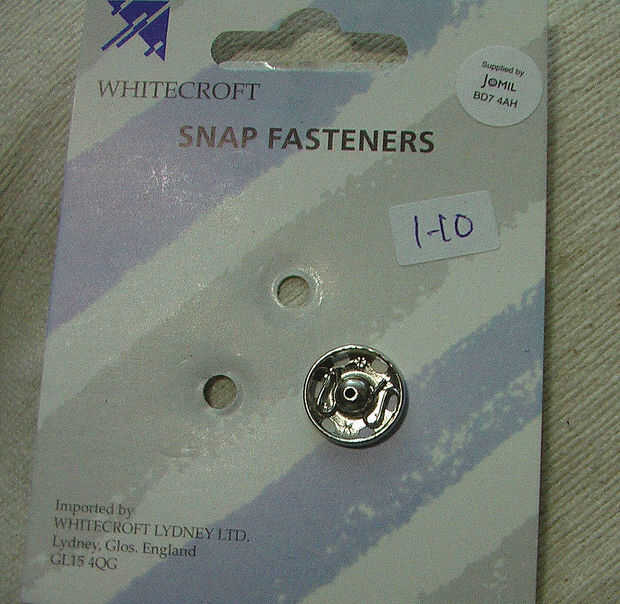 WHITECROFT
Supplied by
JOMIL
BD7 4AH
SNAP FASTENERS
1-10
Imported by
WHITECROFT LYDNEY LTD.
Lydney, Glos. England
GL15 4QG